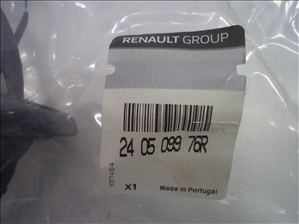 RENAULT GROUP
24 05 099 76R
x1 Made in Portugal